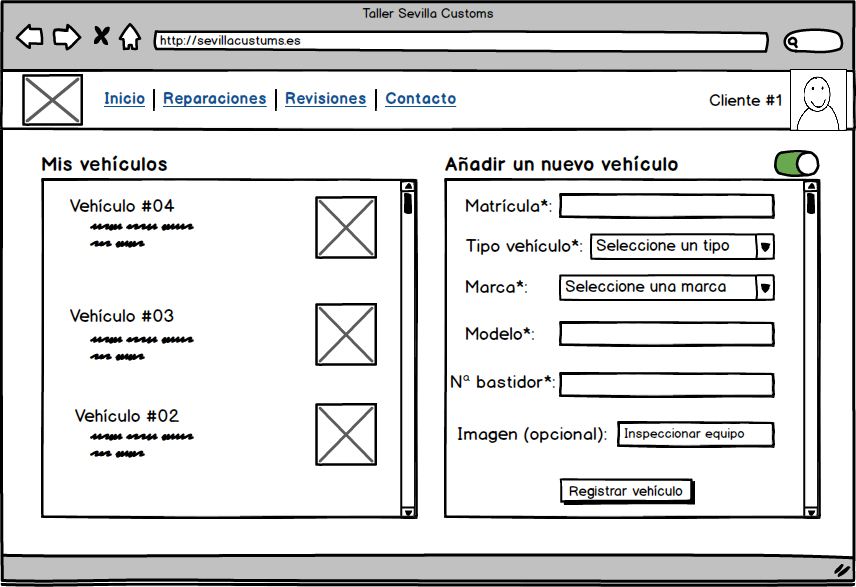 Taller Sevilla Customs
http://sevillacustums.es
Inicio | Reparaciones | Revisiones | Contacto
Cliente #1
Mis vehículos
Vehículo #04
Vehículo #03
Vehículo #02
Añadir un nuevo vehículo
Matrícula*:
Tipo vehículo*: Seleccione un tipo
Marca*: Seleccione una marca
Modelo*:
Nª bastidor*:
Imagen (opcional): Inspeccionar equipo
Registrar vehículo